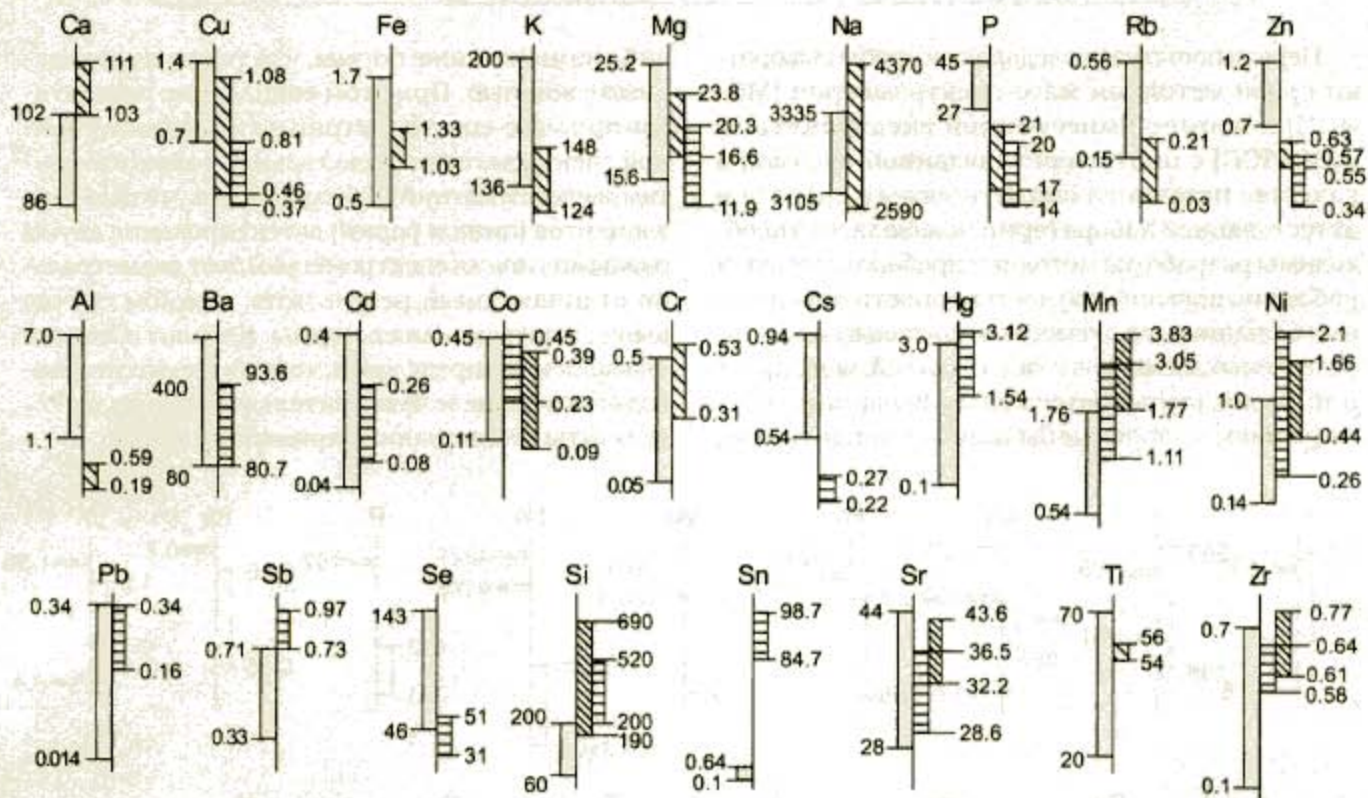 Ca Cu Fe K Mg Na P Rb Zn
111 1.4 200 25.2 4370 45 0.56 1.2
1.08 1.7 23.8 3335 27 0.7
102 103 0.7 0.81 1.33 148 20.3 21 0.21 0.63
1.03 16.6 20 0.15 0.57
0.46 136 15.6 17 0.55
86 0.37 0.5 124 11.9 3105 2590 14 0.03 0.34
Al Ba Cd Co Cr Cs Hg Mn Ni
7.0 0.4 0.45 0.45 0.53 0.94 3.12 3.83 2.1
400 93.6 0.26 0.39 0.5 3.0 3.05 1.66
0.23 0.31 1.54 1.76 1.77 1.0
1.1 0.11 0.54 0.44
0.59 80 80.7 0.08 0.09 0.27 1.11 0.26
0.19 0.04 0.05 0.22 0.1 0.54 0.14
Pb Sb Se Si Sn Sr Ti Zr
0.34 0.34 0.97 143 690 98.7 44 43.6 70 0.77
0.71 0.73 520 84.7 36.5 56 0.7 0.64
0.16 32.2 54 0.61
51 200 200 0.58
0.33 46 190 28 28.6
0.014 31 60 0.64 20
0.1 0.1